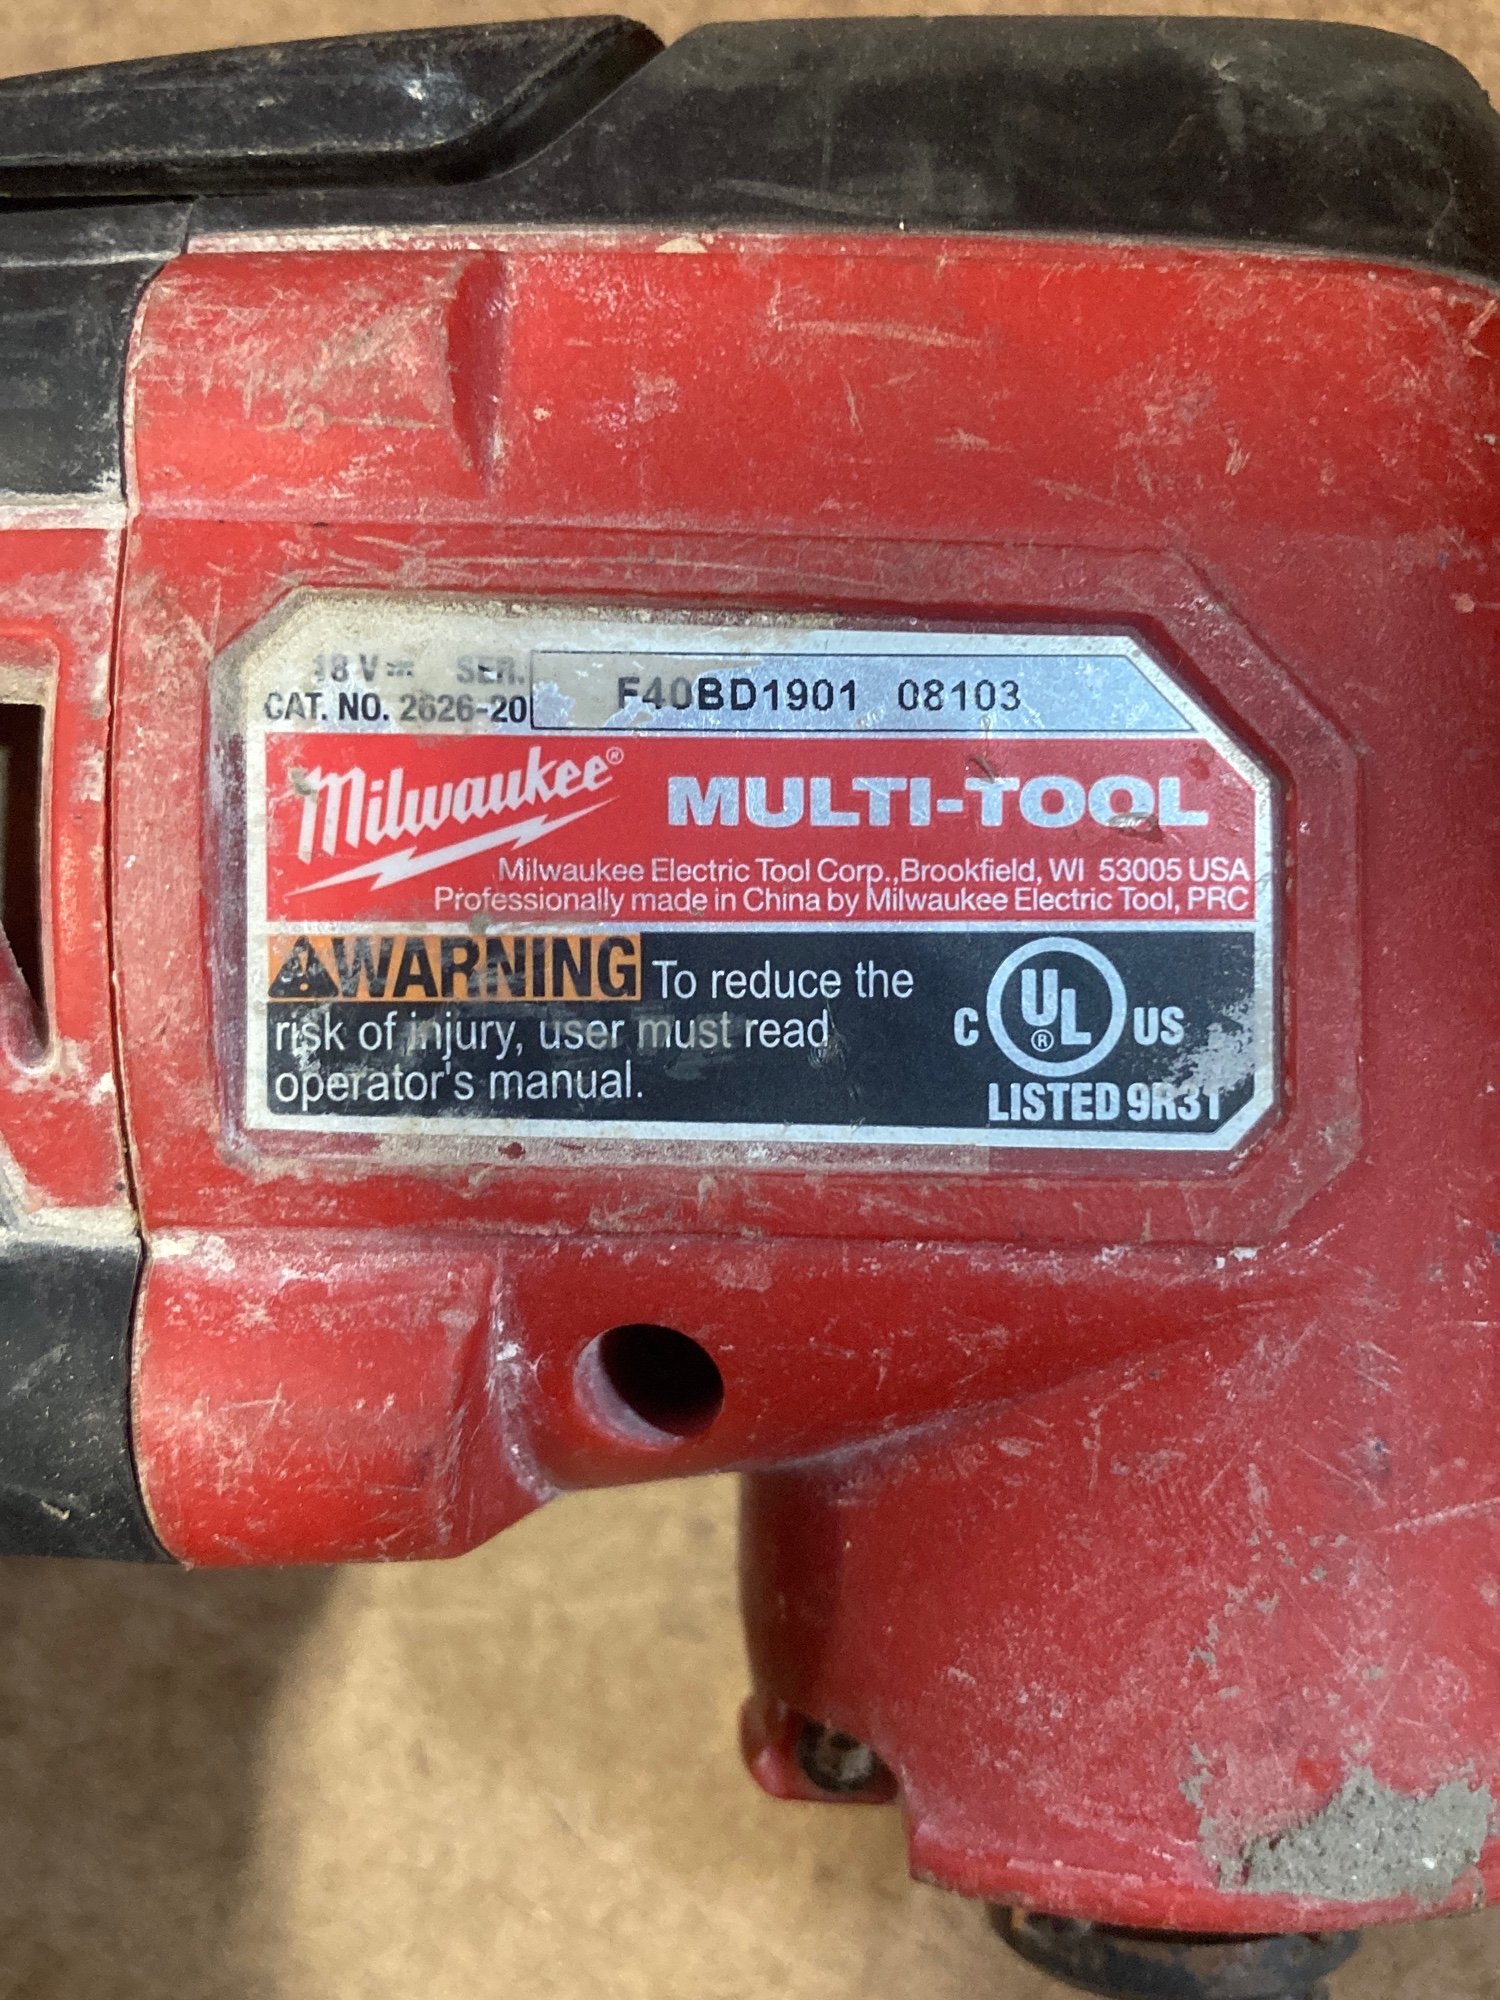 18 V⎓ SER.
CAT. NO. 2626-20 F40BD1901 08103
Milwaukee® MULTI-TOOL
Milwaukee Electric Tool Corp.,Brookfield, WI 53005 USA
Professionally made in China by Milwaukee Electric Tool, PRC
WARNING To reduce the
risk of injury, user must read
operator's manual.
C UL® US
LISTED 9R31